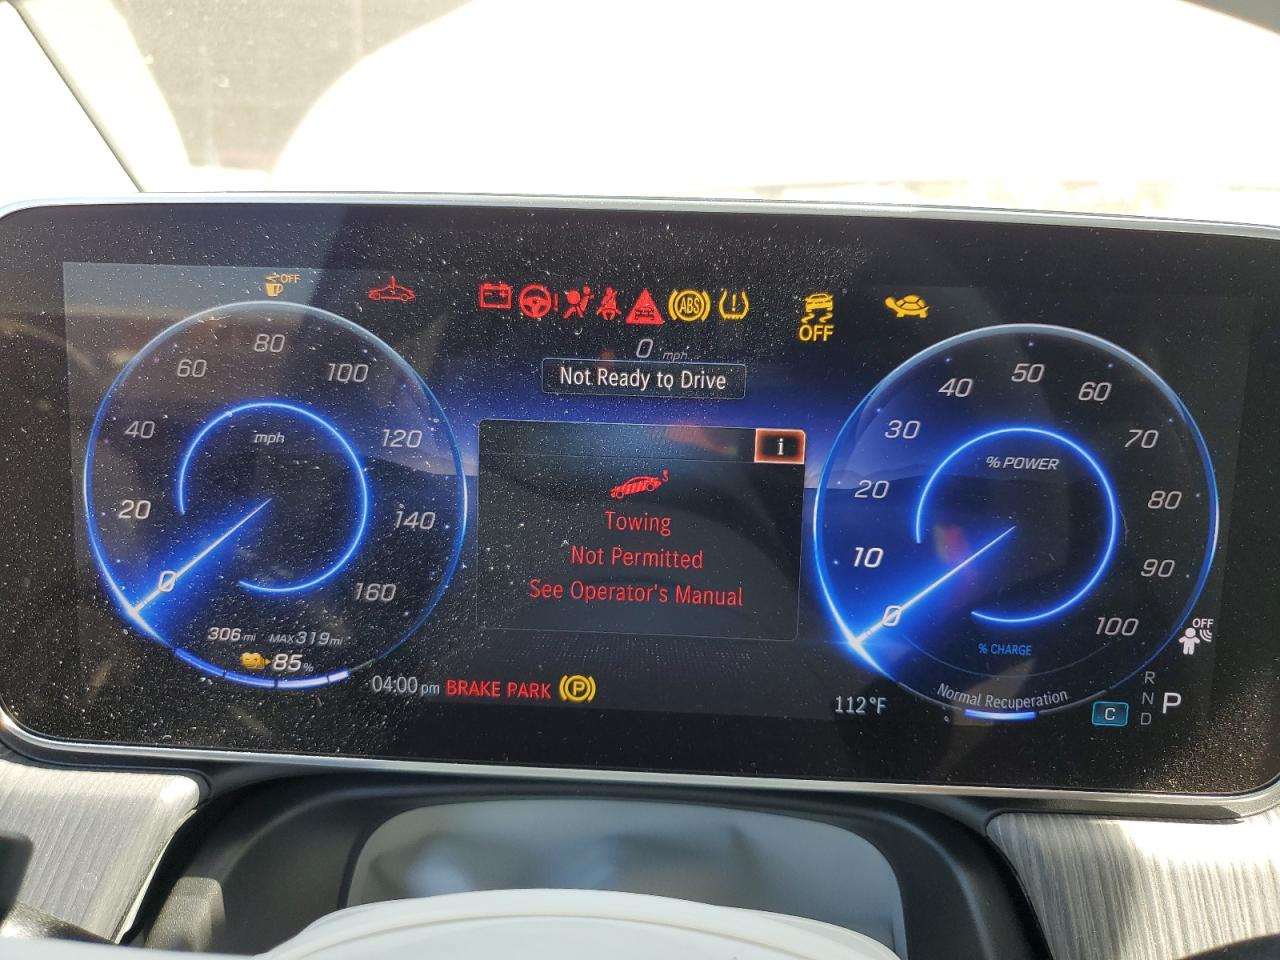 OFF
ABS
OFF
0 mph
Not Ready to Drive
0
20
40
60
80
100
120
140
160
mph
306 mi MAX 319 mi
85%
i
Towing
Not Permitted
See Operator's Manual
04:00 pm BRAKE PARK P
0
10
20
30
40
50
60
70
80
90
100
% POWER
% CHARGE
Normal Recuperation
112°F
OFF
C
R
N
D
P